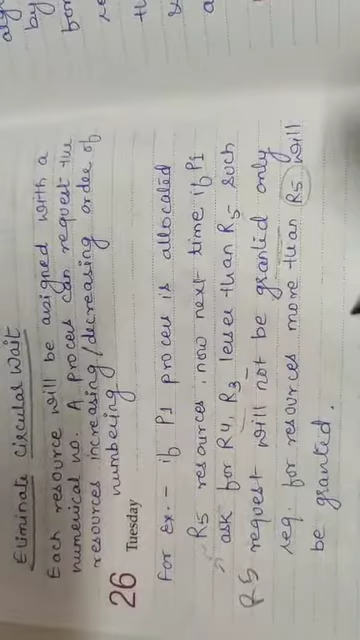 Eliminate Circular Wait
Each resource will be assigned with a
numerical no. A process can request the
resources increasing/decreasing order of
numbering
26 Tuesday
For Ex. - if P1 process is allocated
R5 resources, now next time if P1
ask for R4, R3 lesser than R5 such
R5 request will not be granted only
req. for resources more than R5 will
be granted.